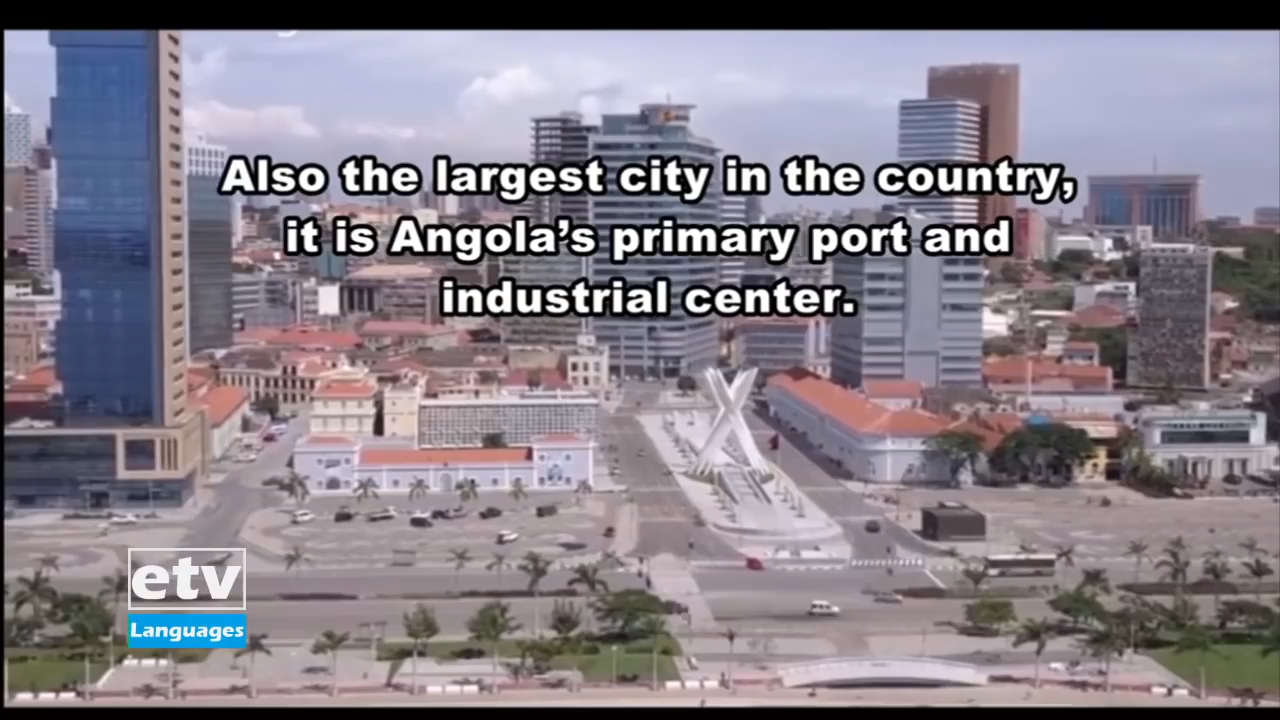 Also the largest city in the country,
it is Angola's primary port and
industrial center.
etv
Languages